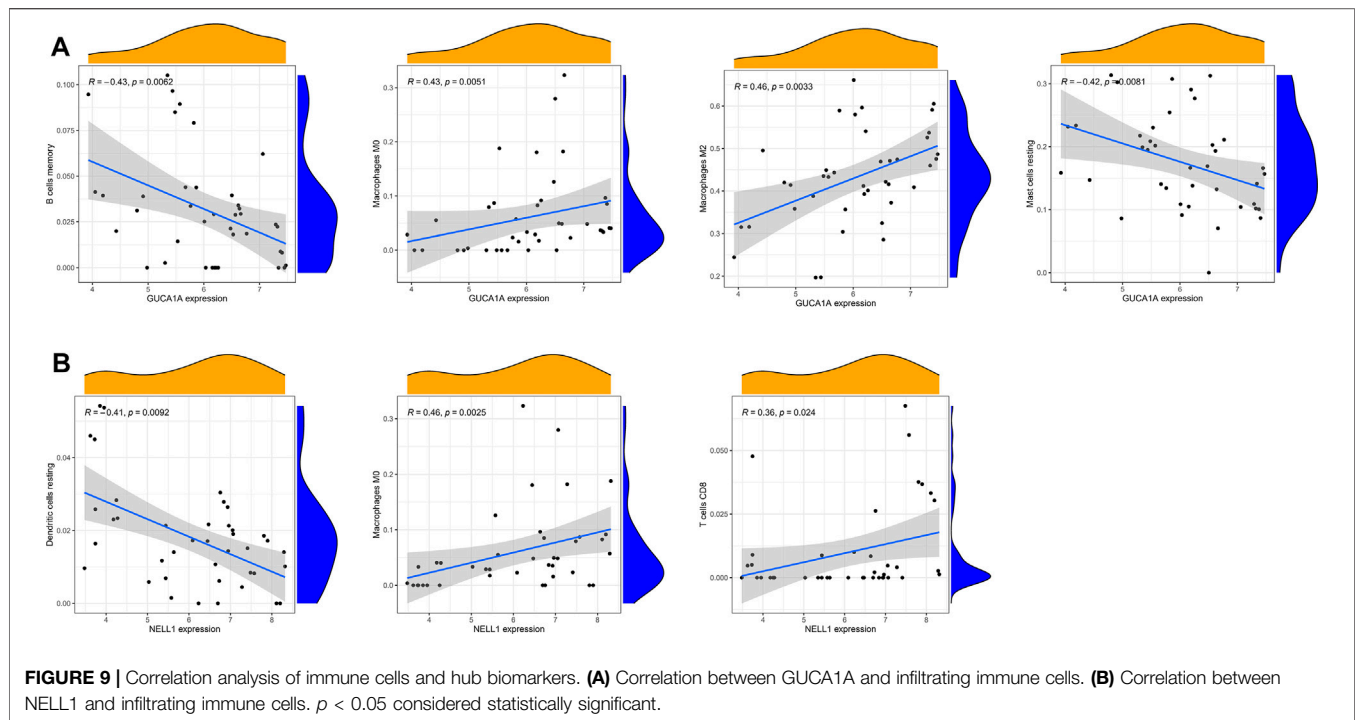 A
R = −0.43, p = 0.0062
0.100
0.075
0.050
0.025
0.000
B cells memory
4 5 6 7
GUCA1A expression
R = 0.43, p = 0.0051
0.3
0.2
0.1
0.0
Macrophages M0
4 5 6 7
GUCA1A expression
R = 0.46, p = 0.0033
0.6
0.5
0.4
0.3
0.2
Macrophages M2
4 5 6 7
GUCA1A expression
R = −0.42, p = 0.0081
0.3
0.2
0.1
0.0
Mast cells resting
4 5 6 7
GUCA1A expression
B
R = −0.41, p = 0.0092
0.04
0.02
0.00
Dendritic cells resting
4 5 6 7 8
NELL1 expression
R = 0.46, p = 0.0025
0.3
0.2
0.1
0.0
Macrophages M0
4 5 6 7 8
NELL1 expression
R = 0.36, p = 0.024
0.050
0.025
0.000
T cells CD8
4 5 6 7 8
NELL1 expression
FIGURE 9 | Correlation analysis of immune cells and hub biomarkers. (A) Correlation between GUCA1A and infiltrating immune cells. (B) Correlation between
NELL1 and infiltrating immune cells. p < 0.05 considered statistically significant.